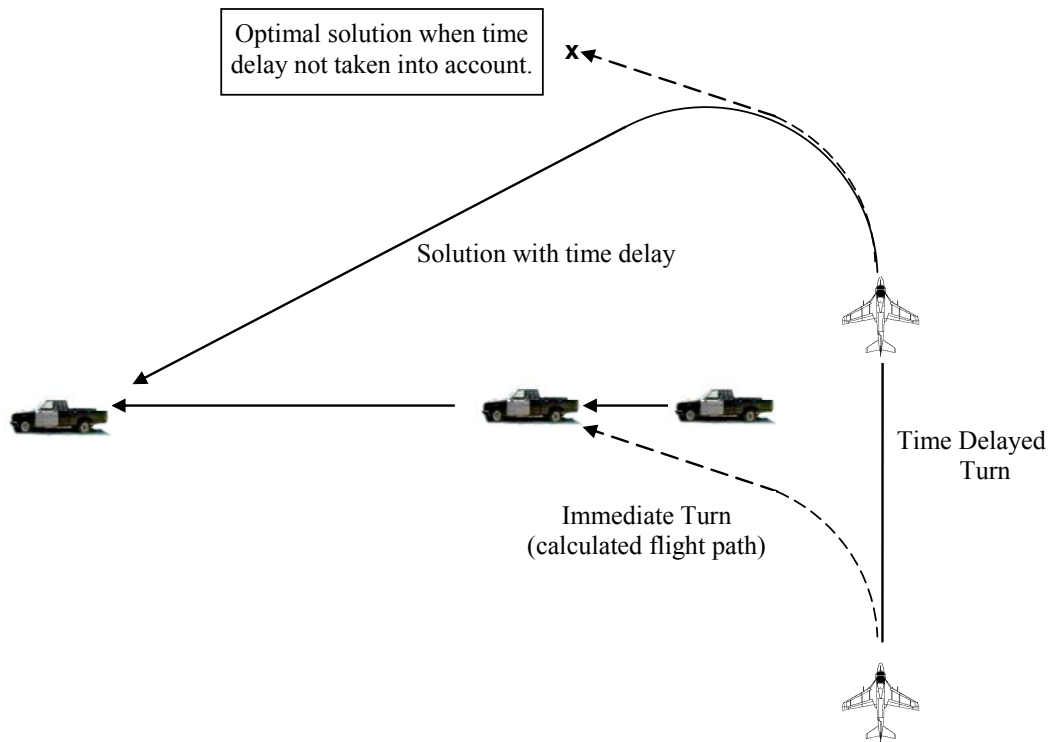 Optimal solution when time
delay not taken into account.
x
Solution with time delay
Time Delayed
Turn
Immediate Turn
(calculated flight path)